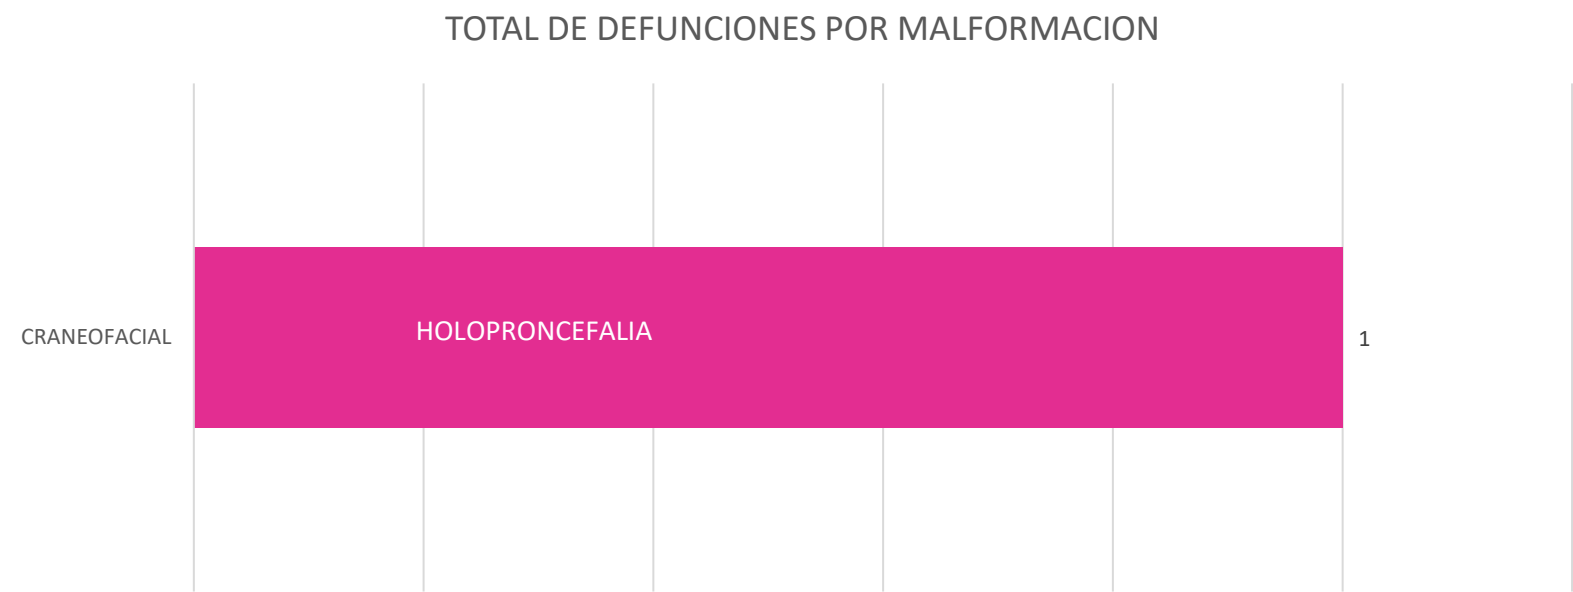 TOTAL DE DEFUNCIONES POR MALFORMACION
HOLOPRONCEFALIA
CRANEOFACIAL
1